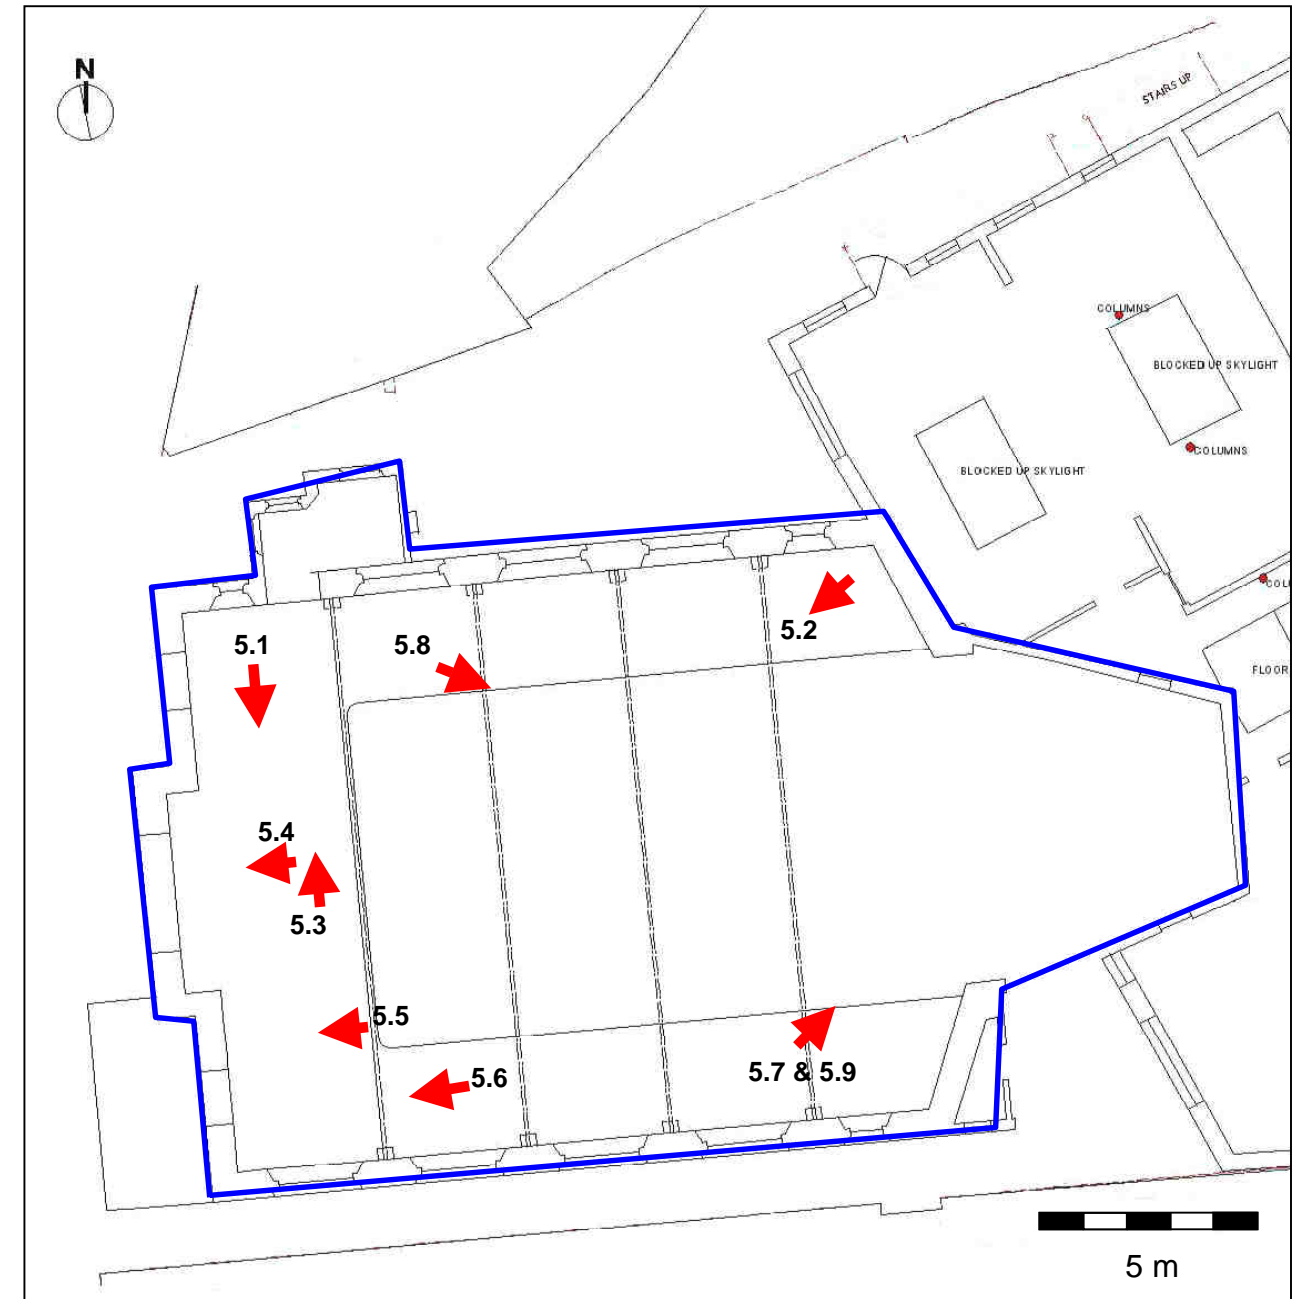 N
STAIRS UP
COLUMNS
BLOCKED UP SKYLIGHT
COLUMNS
BLOCKED UP SKYLIGHT
COLU
5.2
5.1
5.8
FLOOR
5.4
5.3
5.5
5.6
5.7 & 5.9
5 m